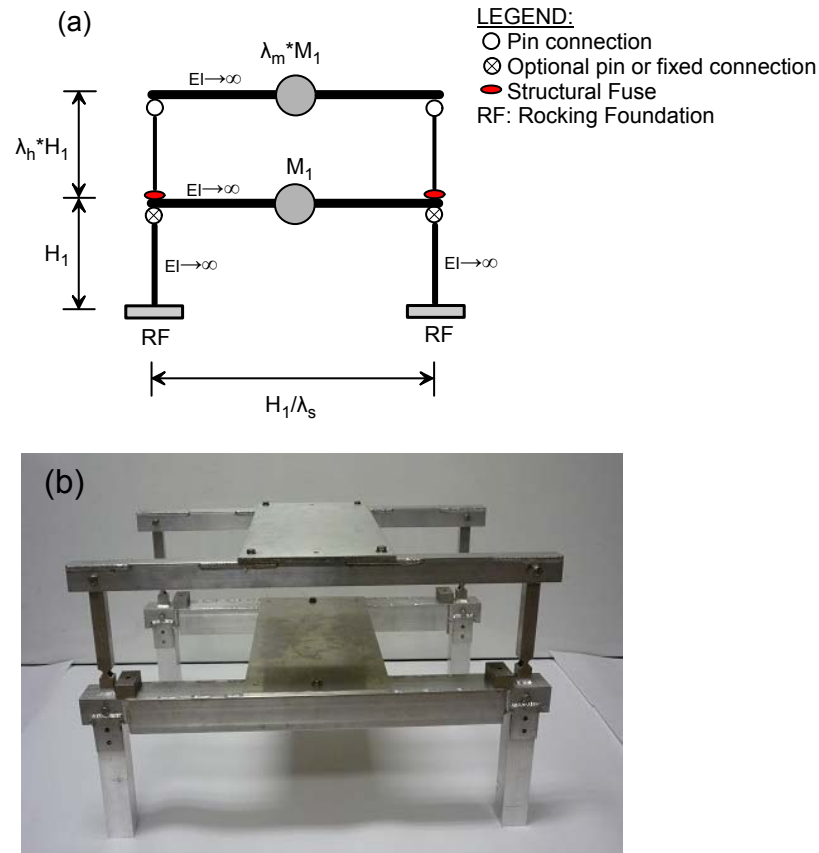 (a)
LEGEND:
Pin connection
Optional pin or fixed connection
Structural Fuse
RF: Rocking Foundation
λm*M1
EI→∞
λh*H1
M1
EI→∞
H1
EI→∞
EI→∞
RF
RF
H1/λs
(b)